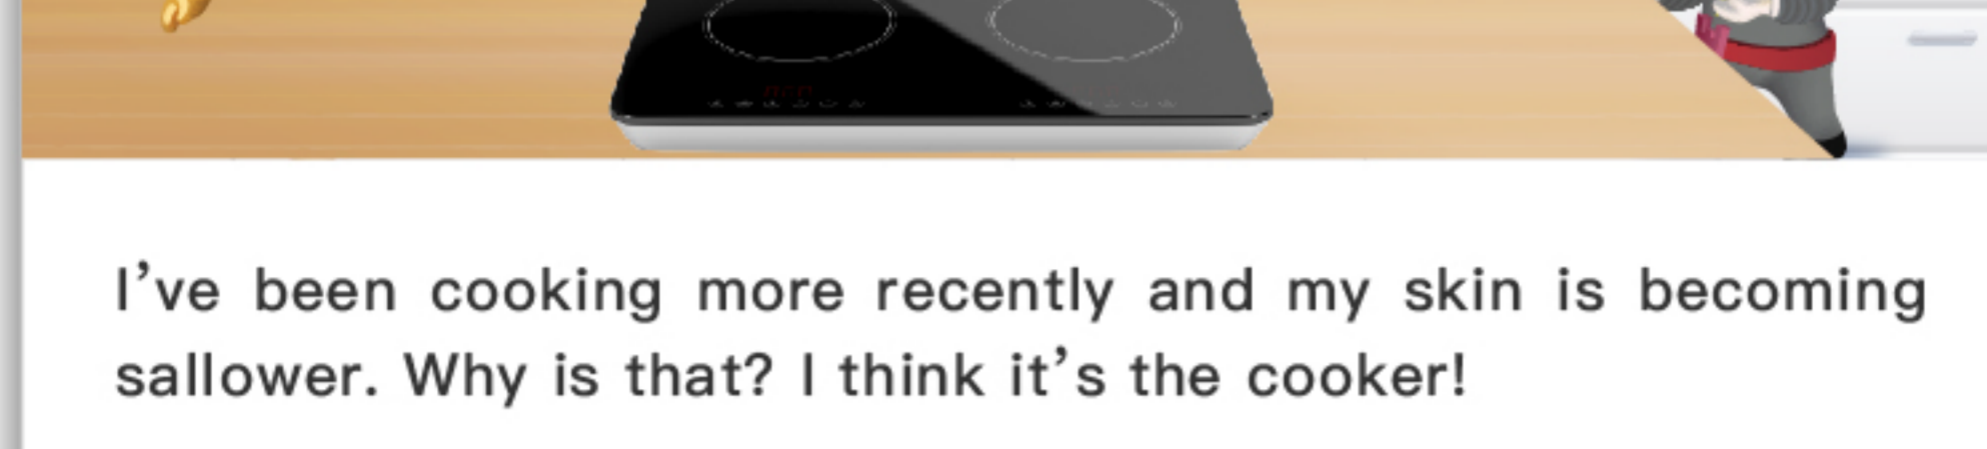 I've been cooking more recently and my skin is becoming
sallower. Why is that? I think it's the cooker!